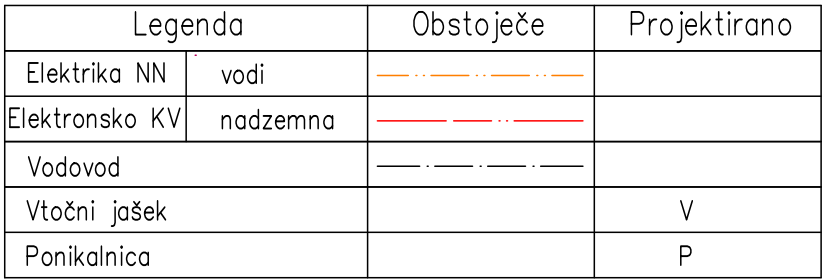 Legenda Obstoječe Projektirano
Elektrika NN vodi
Elektronsko KV nadzemna
Vodovod
Vtočni jašek V
Ponikalnica P